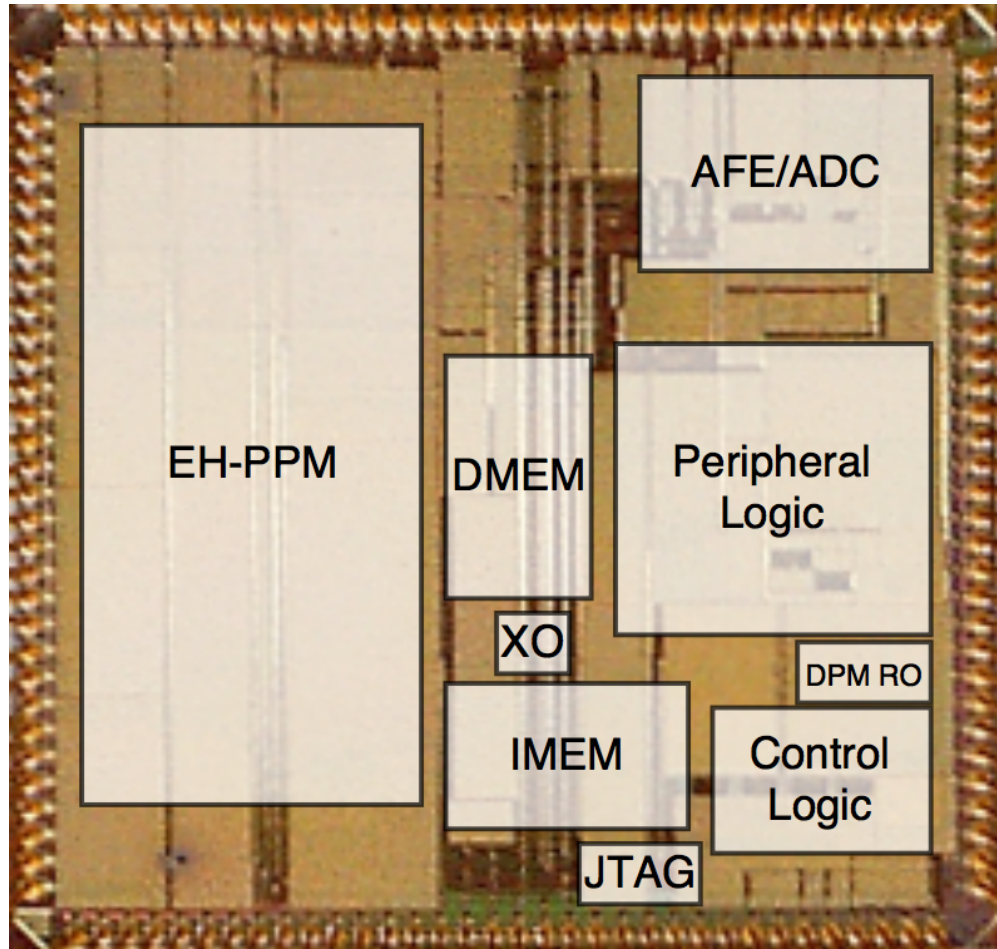 AFE/ADC
EH-PPM
DMEM
Peripheral
Logic
XO
DPM RO
IMEM
Control
Logic
JTAG